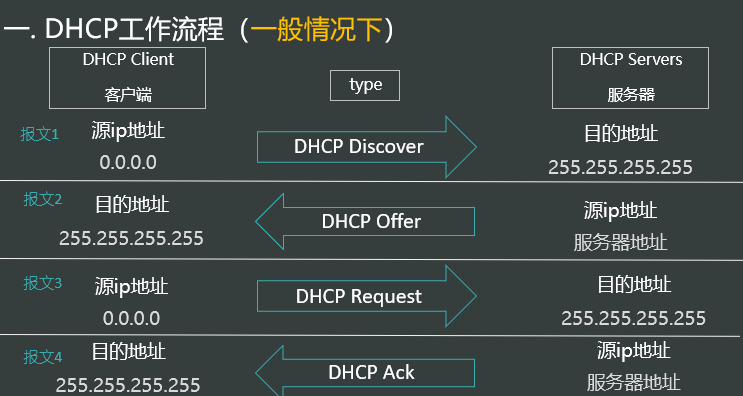 一. DHCP工作流程（一般情况下）
DHCP Client
客户端
type
DHCP Servers
服务器
报文1
源ip地址
0.0.0.0
DHCP Discover
目的地址
255.255.255.255
报文2
目的地址
255.255.255.255
DHCP Offer
源ip地址
服务器地址
报文3
源ip地址
0.0.0.0
DHCP Request
目的地址
255.255.255.255
报文4
目的地址
255.255.255.255
DHCP Ack
源ip地址
服务器地址